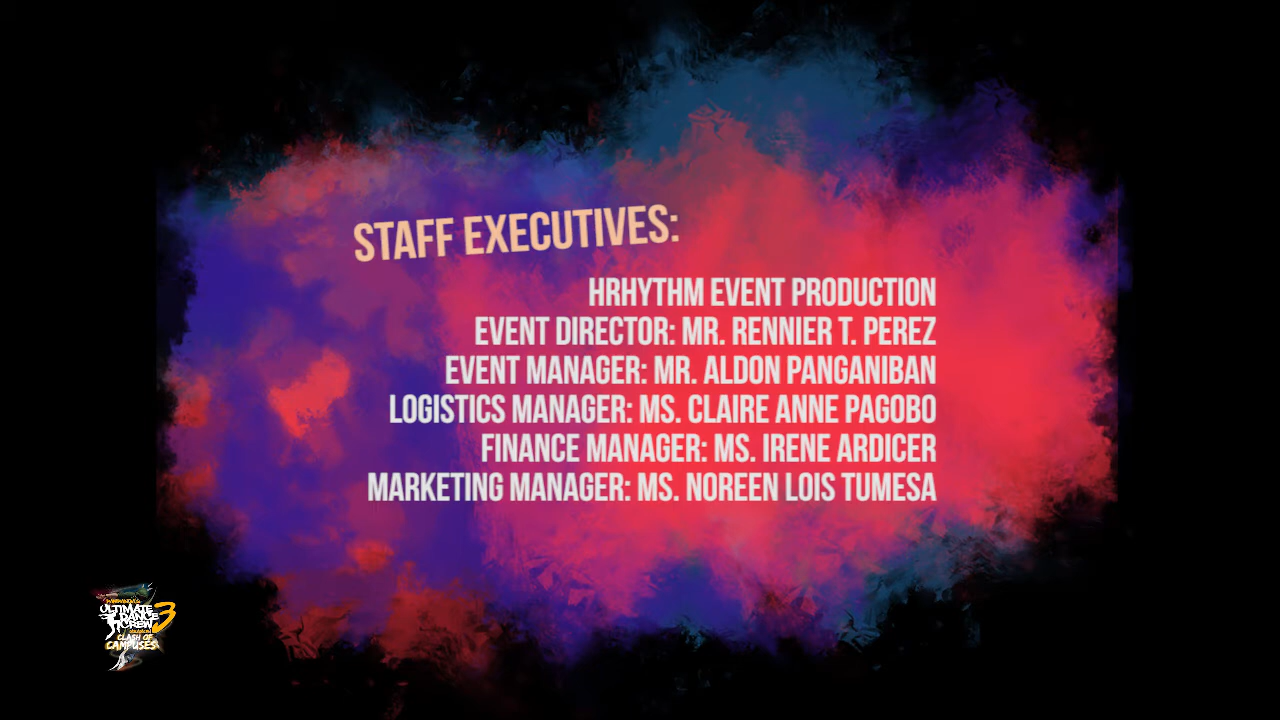 STAFF EXECUTIVES:
HRHYTHM EVENT PRODUCTION
EVENT DIRECTOR: MR. RENNIER T. PEREZ
EVENT MANAGER: MR. ALDON PANGANIBAN
LOGISTICS MANAGER: MS. CLAIRE ANNE PAGOBO
FINANCE MANAGER: MS. IRENE ARDICER
MARKETING MANAGER: MS. NOREEN LOIS TUMESA
ULTIMATE
DANCE 3
CREW
CLASH OF
CAMPUSES